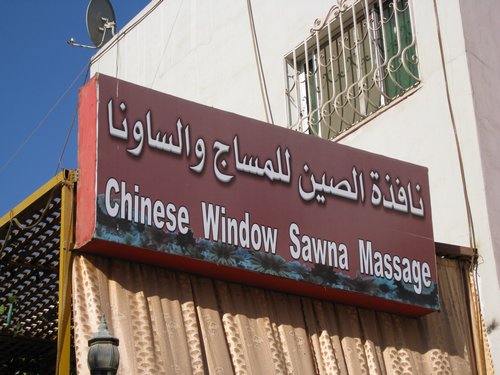 نافذة الصين للمساج والساونا
Chinese Window Sawna Massage